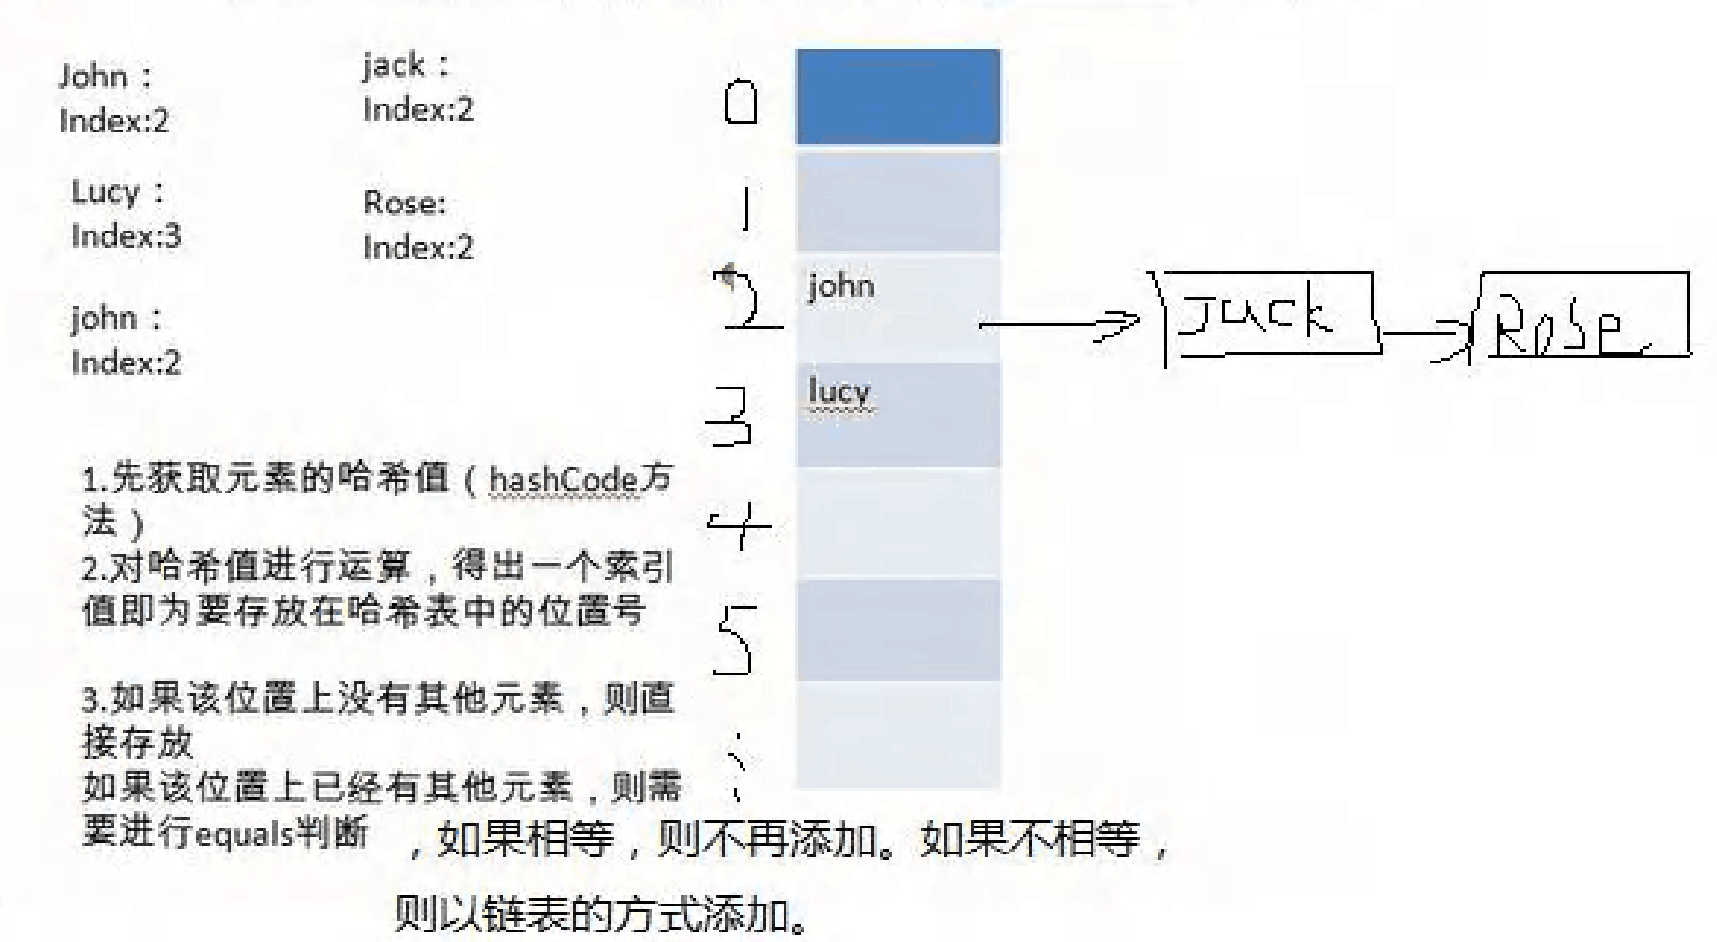 John：
Index:2
jack：
Index:2
Lucy：
Index:3
Rose:
Index:2
john：
Index:2
0
1
2
3
4
5
john
lucy
Jack
Rose
1.先获取元素的哈希值（hashCode方
法）
2.对哈希值进行运算，得出一个索引
值即为要存放在哈希表中的位置号
3.如果该位置上没有其他元素，则直
接存放
如果该位置上已经有其他元素，则需
要进行equals判断，如果相等，则不再添加。如果不相等，
则以链表的方式添加。